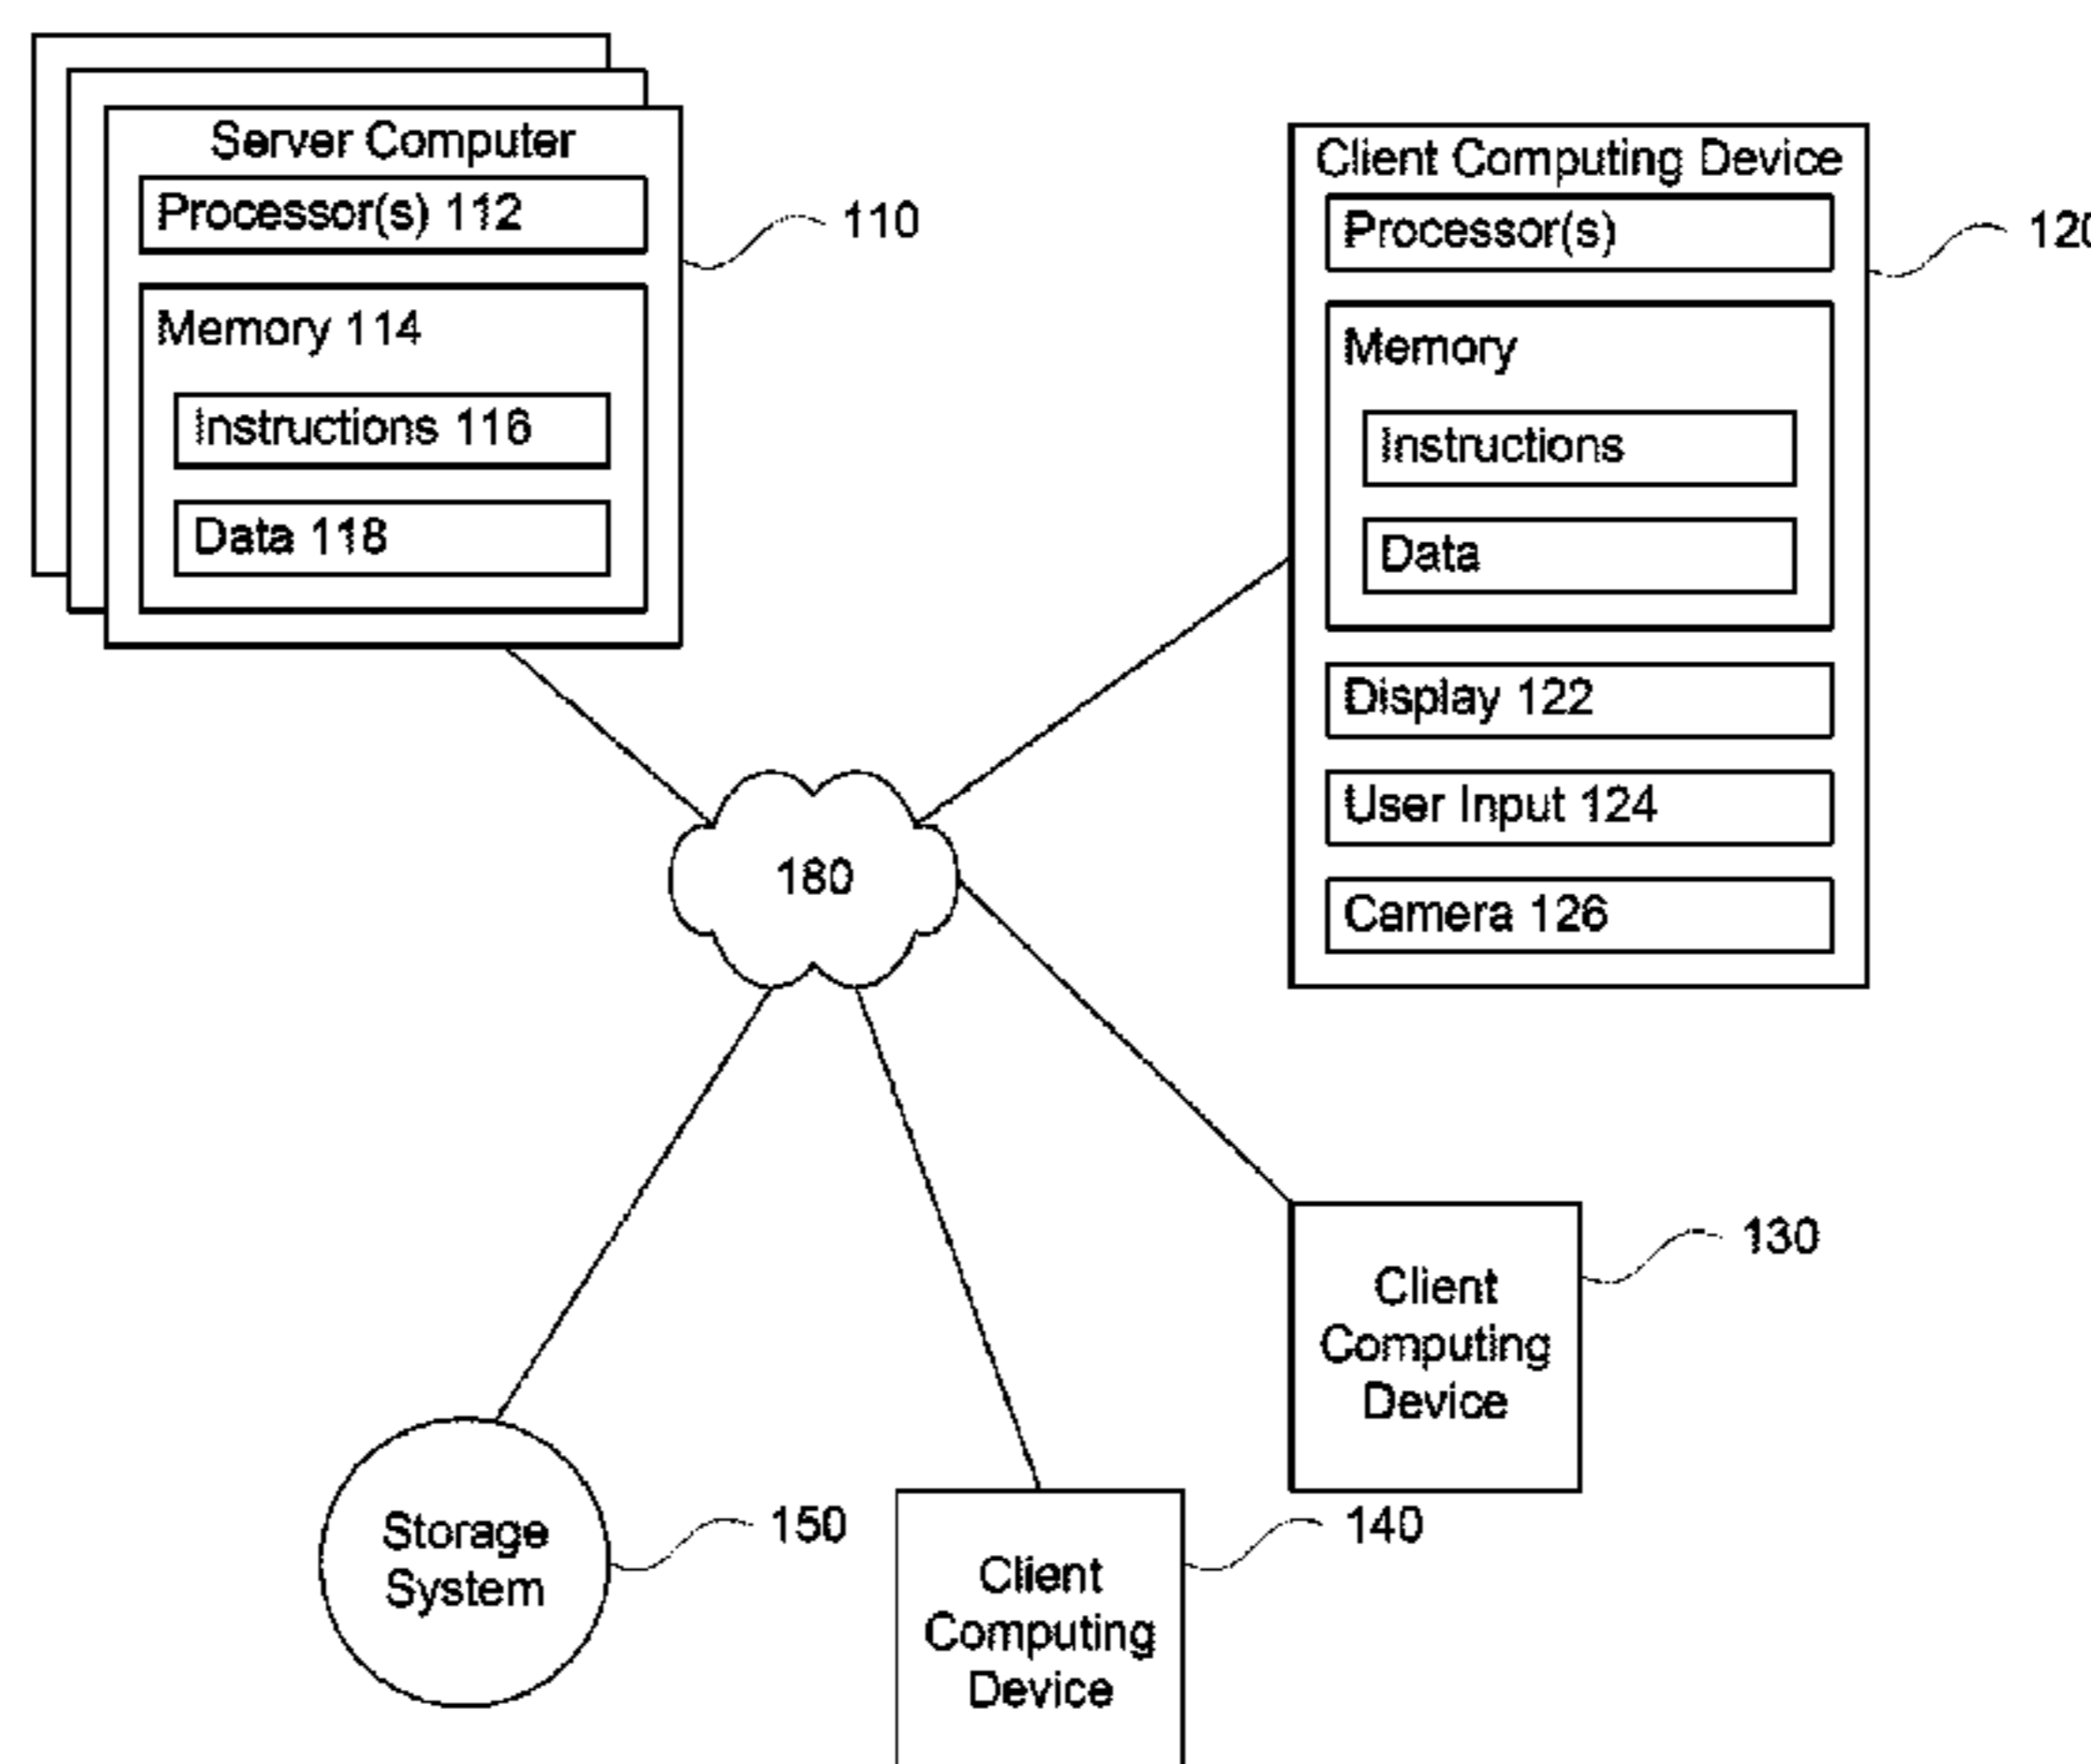 Server Computer
Processor(s) 112
Memory 114
Instructions 116
Data 118
110
Client Computing Device
Processor(s)
Memory
Instructions
Data
Display 122
User Input 124
Camera 126
120
180
130
Client
Computing
Device
140
Client
Computing
Device
150
Storage
System